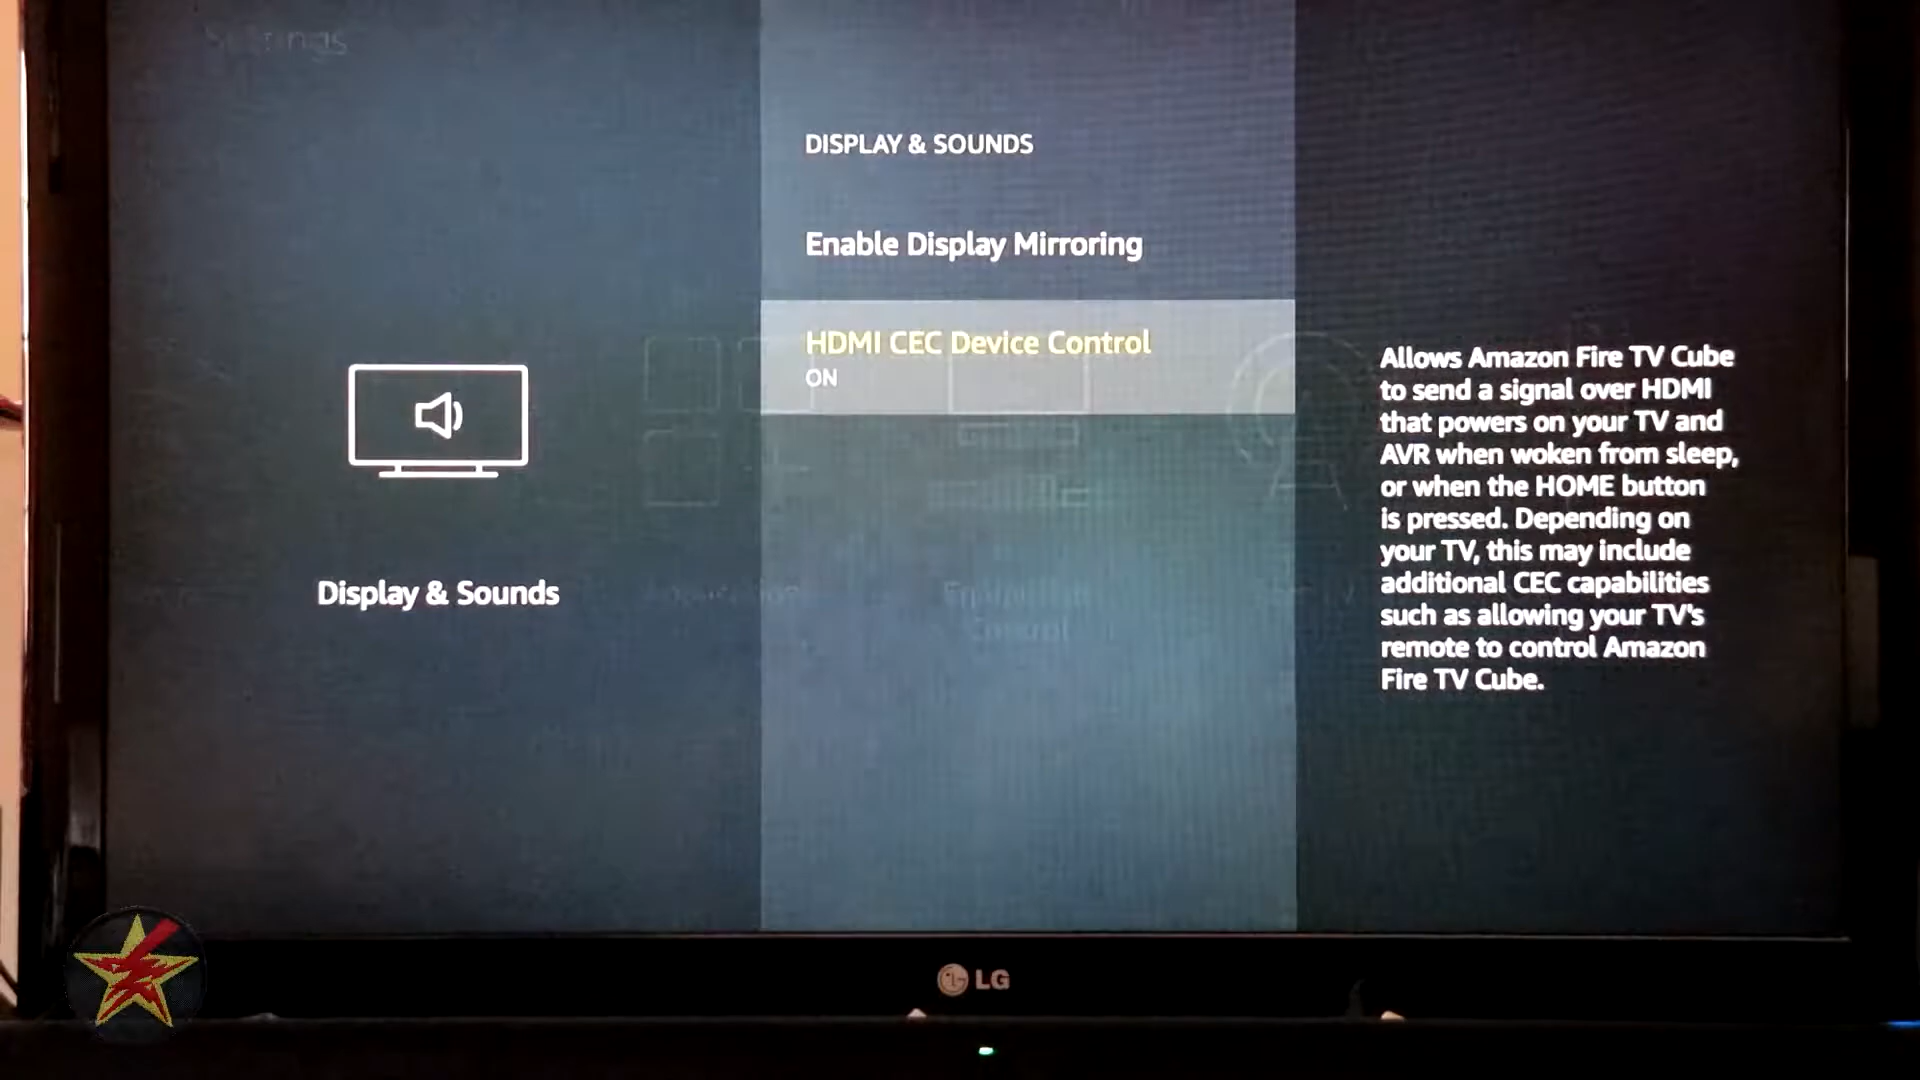 Settings
DISPLAY & SOUNDS
Enable Display Mirroring
HDMI CEC Device Control
ON
Display & Sounds
Allows Amazon Fire TV Cube
to send a signal over HDMI
that powers on your TV and
AVR when woken from sleep,
or when the HOME button
is pressed. Depending on
your TV, this may include
additional CEC capabilities
such as allowing your TV's
remote to control Amazon
Fire TV Cube.
Equipment
Control
LG